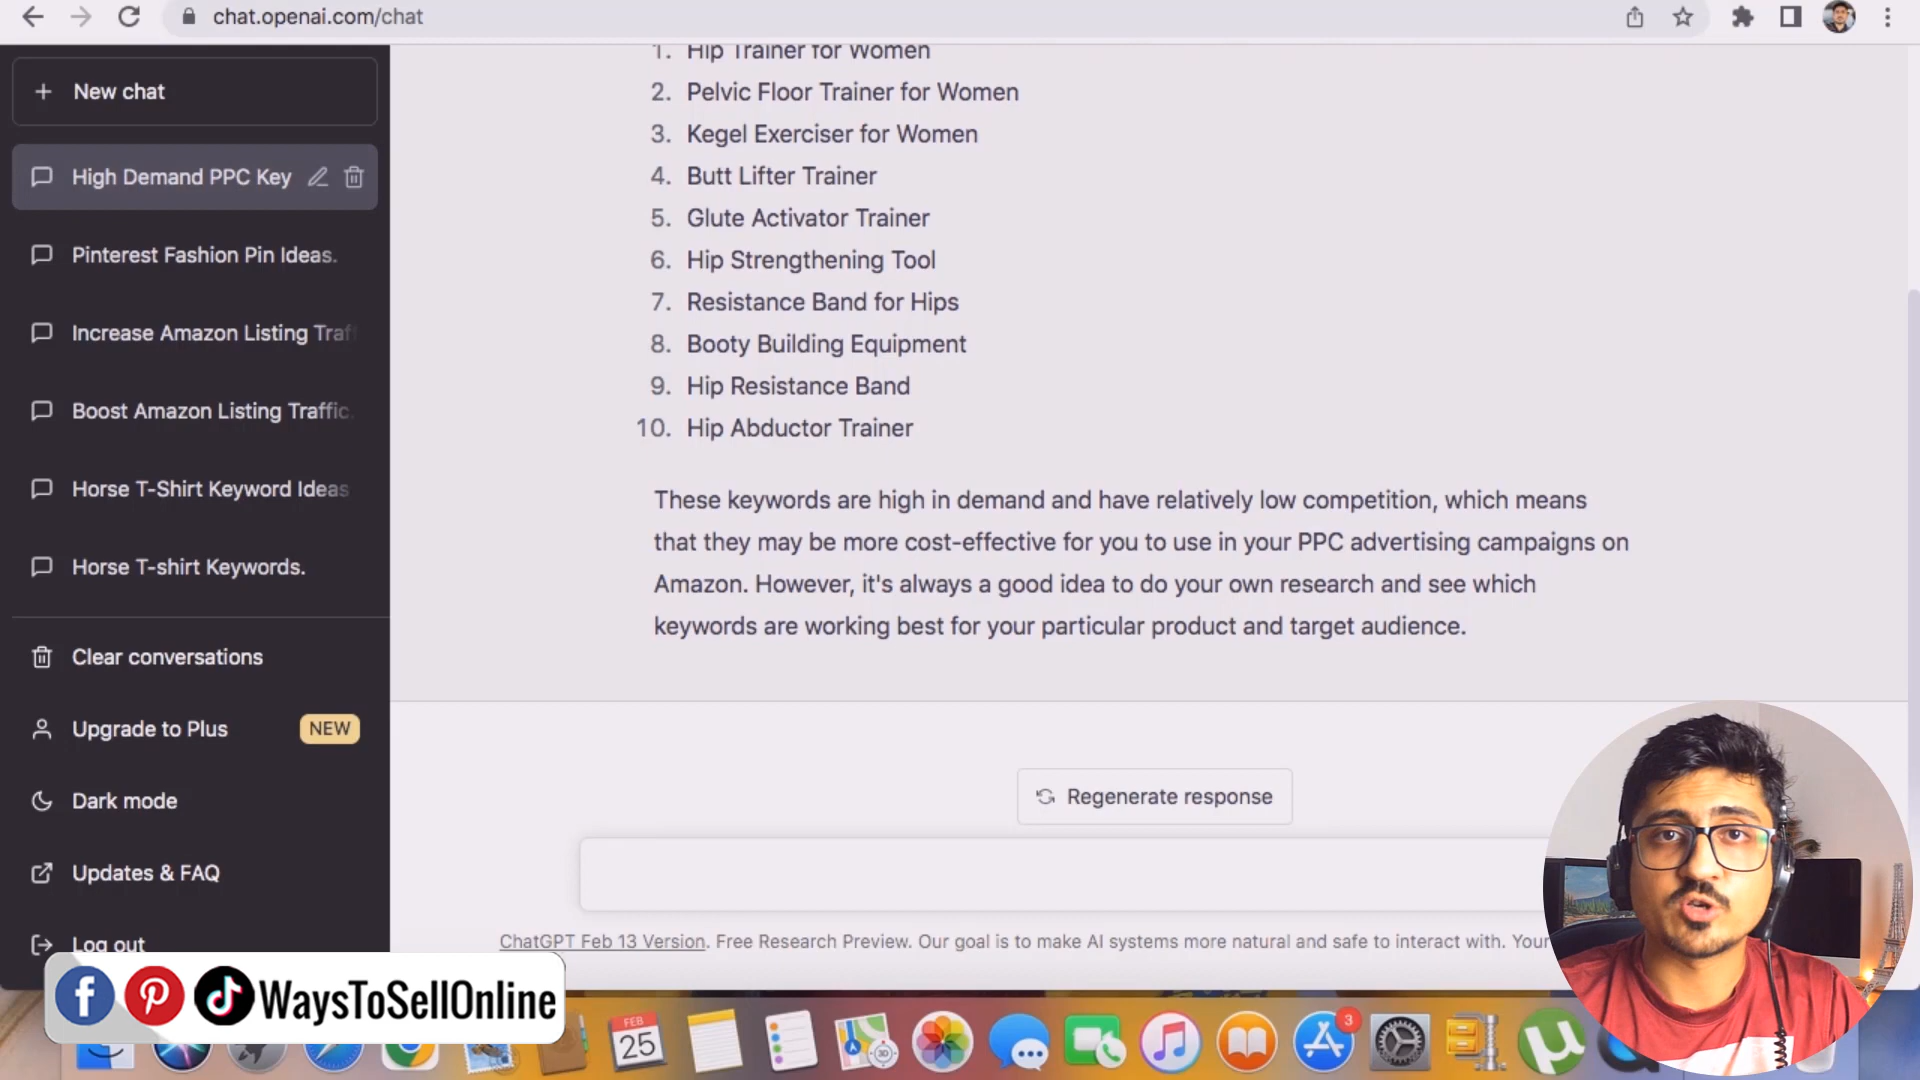 chat.openai.com/chat
New chat
High Demand PPC Key
Pinterest Fashion Pin Ideas.
Increase Amazon Listing Traf
Boost Amazon Listing Traffic.
Horse T-Shirt Keyword Ideas
Horse T-shirt Keywords.
Clear conversations
Upgrade to Plus NEW
Dark mode
Updates & FAQ
Log out
1. Hip Trainer for Women
2. Pelvic Floor Trainer for Women
3. Kegel Exerciser for Women
4. Butt Lifter Trainer
5. Glute Activator Trainer
6. Hip Strengthening Tool
7. Resistance Band for Hips
8. Booty Building Equipment
9. Hip Resistance Band
10. Hip Abductor Trainer
These keywords are high in demand and have relatively low competition, which means
that they may be more cost-effective for you to use in your PPC advertising campaigns on
Amazon. However, it's always a good idea to do your own research and see which
keywords are working best for your particular product and target audience.
Regenerate response
ChatGPT Feb 13 Version. Free Research Preview. Our goal is to make AI systems more natural and safe to interact with. Your
WaysToSellOnline
FEB
25
3D
3